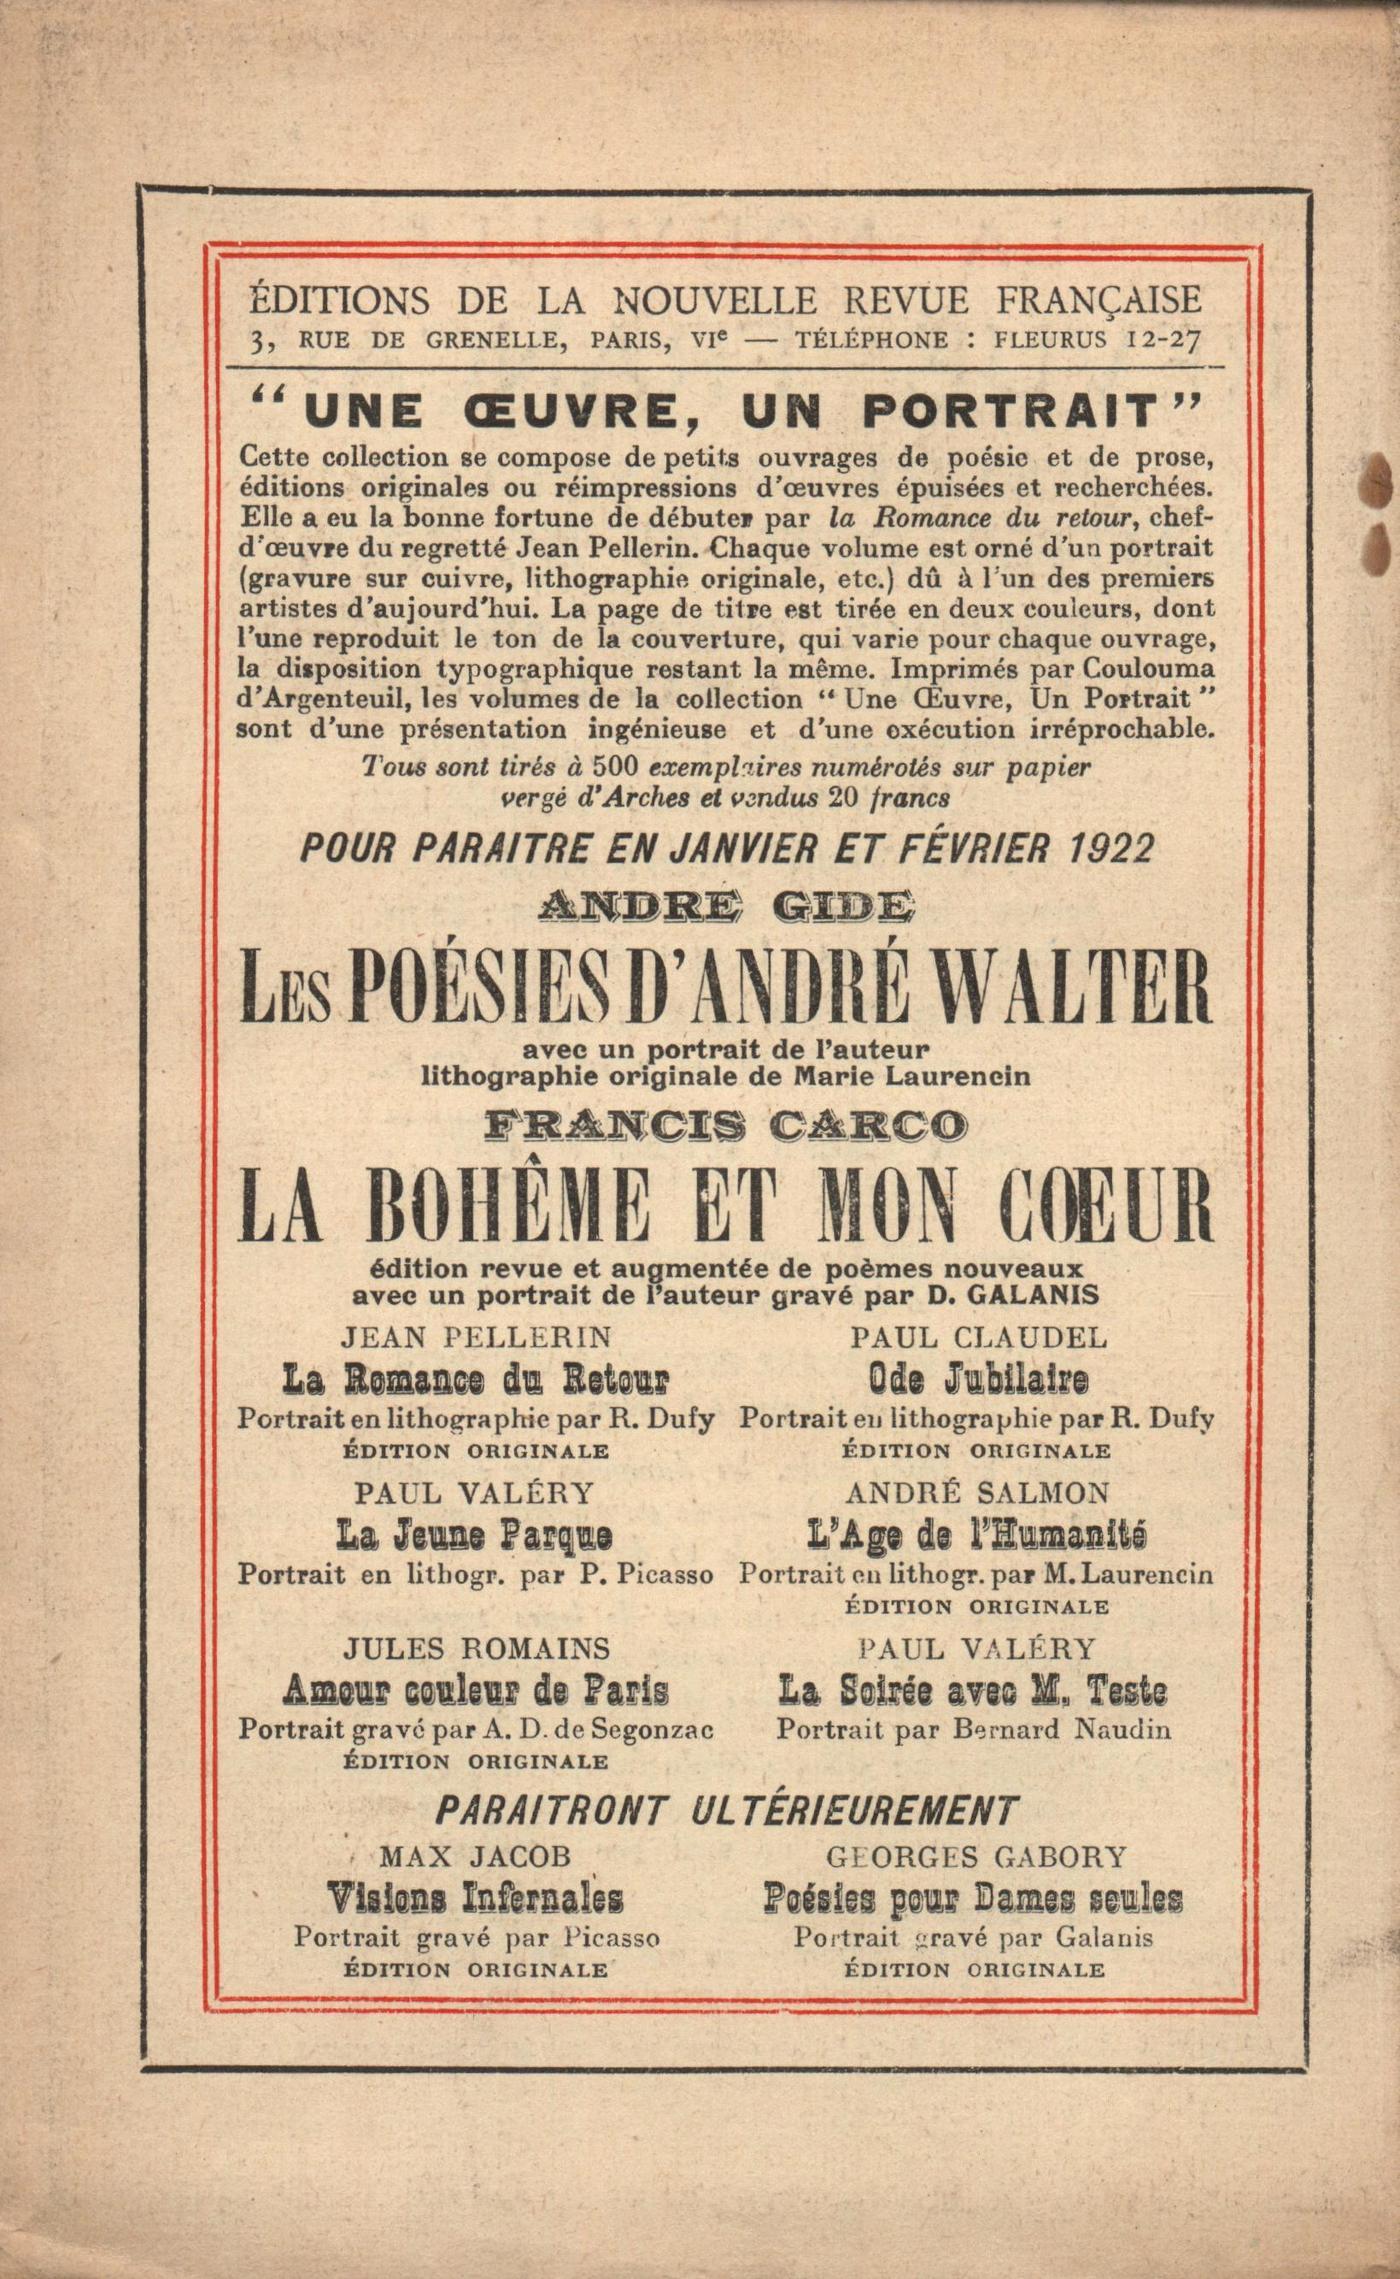 ÉDITIONS DE LA NOUVELLE REVUE FRANÇAISE
3, RUE DE GRENELLE, PARIS, VIe — TÉLÉPHONE : FLEURUS 12-27
“ UNE ŒUVRE, UN PORTRAIT ”
Cette collection se compose de petits ouvrages de poésie et de prose,
éditions originales ou réimpressions d'œuvres épuisées et recherchées.
Elle a eu la bonne fortune de débuter par la Romance du retour, chef-
d'œuvre du regretté Jean Pellerin. Chaque volume est orné d'un portrait
(gravure sur cuivre, lithographie originale, etc.) dû à l'un des premiers
artistes d'aujourd'hui. La page de titre est tirée en deux couleurs, dont
l'une reproduit le ton de la couverture, qui varie pour chaque ouvrage,
la disposition typographique restant la même. Imprimés par Coulouma
d'Argenteuil, les volumes de la collection “ Une Œuvre, Un Portrait ”
sont d'une présentation ingénieuse et d'une exécution irréprochable.
Tous sont tirés à 500 exemplaires numérotés sur papier
vergé d'Arches et vendus 20 francs
POUR PARAITRE EN JANVIER ET FÉVRIER 1922
ANDRÉ GIDE
LES POÉSIES D'ANDRÉ WALTER
avec un portrait de l'auteur
lithographie originale de Marie Laurencin
FRANCIS CARCO
LA BOHÊME ET MON CŒUR
édition revue et augmentée de poèmes nouveaux
avec un portrait de l'auteur gravé par D. GALANIS
JEAN PELLERIN
La Romance du Retour
Portrait en lithographie par R. Dufy
ÉDITION ORIGINALE
PAUL CLAUDEL
Ode Jubilaire
Portrait en lithographie par R. Dufy
ÉDITION ORIGINALE
PAUL VALÉRY
La Jeune Parque
Portrait en lithogr. par P. Picasso
ANDRÉ SALMON
L'Age de l'Humanité
Portrait en lithogr. par M. Laurencin
ÉDITION ORIGINALE
JULES ROMAINS
Amour couleur de Paris
Portrait gravé par A. D. de Segonzac
ÉDITION ORIGINALE
PAUL VALÉRY
La Soirée avec M. Teste
Portrait par Bernard Naudin
PARAITRONT ULTÉRIEUREMENT
MAX JACOB
Visions Infernales
Portrait gravé par Picasso
ÉDITION ORIGINALE
GEORGES GABORY
Poésies pour Dames seules
Portrait gravé par Galanis
ÉDITION ORIGINALE